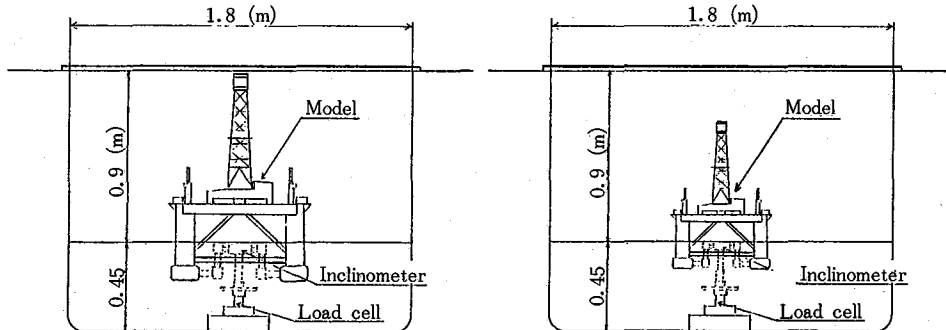 1.8 (m)
Model
0.9 (m)
0.45
Inclinometer
Load cell
1.8 (m)
Model
0.9 (m)
0.45
Inclinometer
Load cell